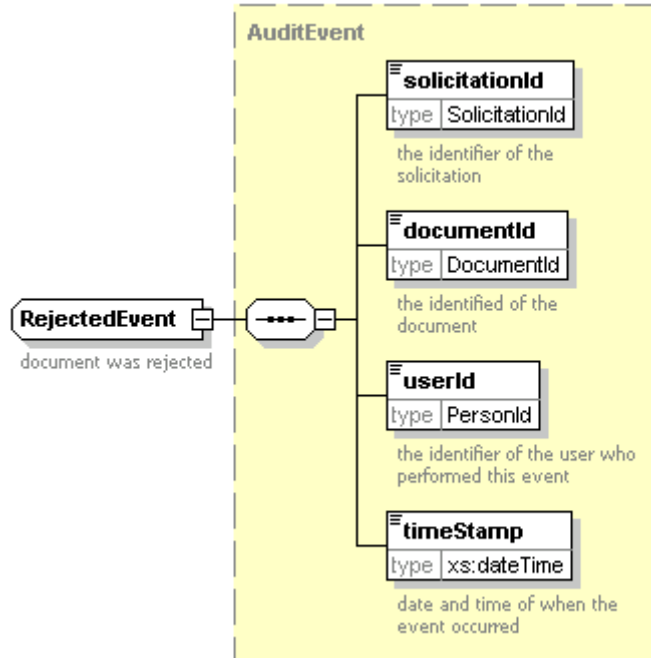 AuditEvent
solicitationId
type SolicitationId
the identifier of the
solicitation
documentId
type DocumentId
the identified of the
document
RejectedEvent
document was rejected
userId
type PersonId
the identifier of the user who
performed this event
timeStamp
type xs:dateTime
date and time of when the
event occurred